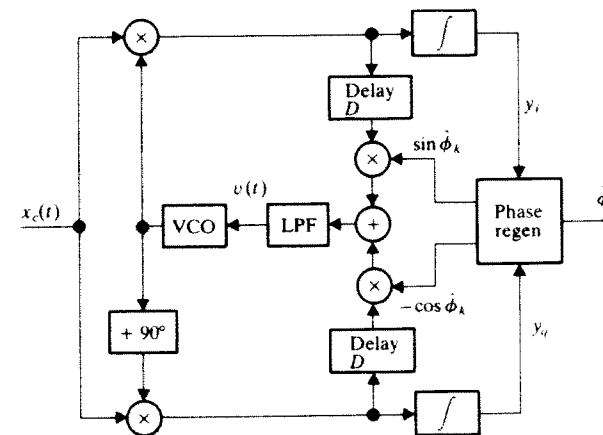 ×
∫
Delay
D
y_i
sin φ̂_k
×
x_c(t)
υ(t)
VCO
LPF
+
Phase
regen
φ̂
×
−cos φ̂_k
+ 90°
Delay
D
y_q
×
∫